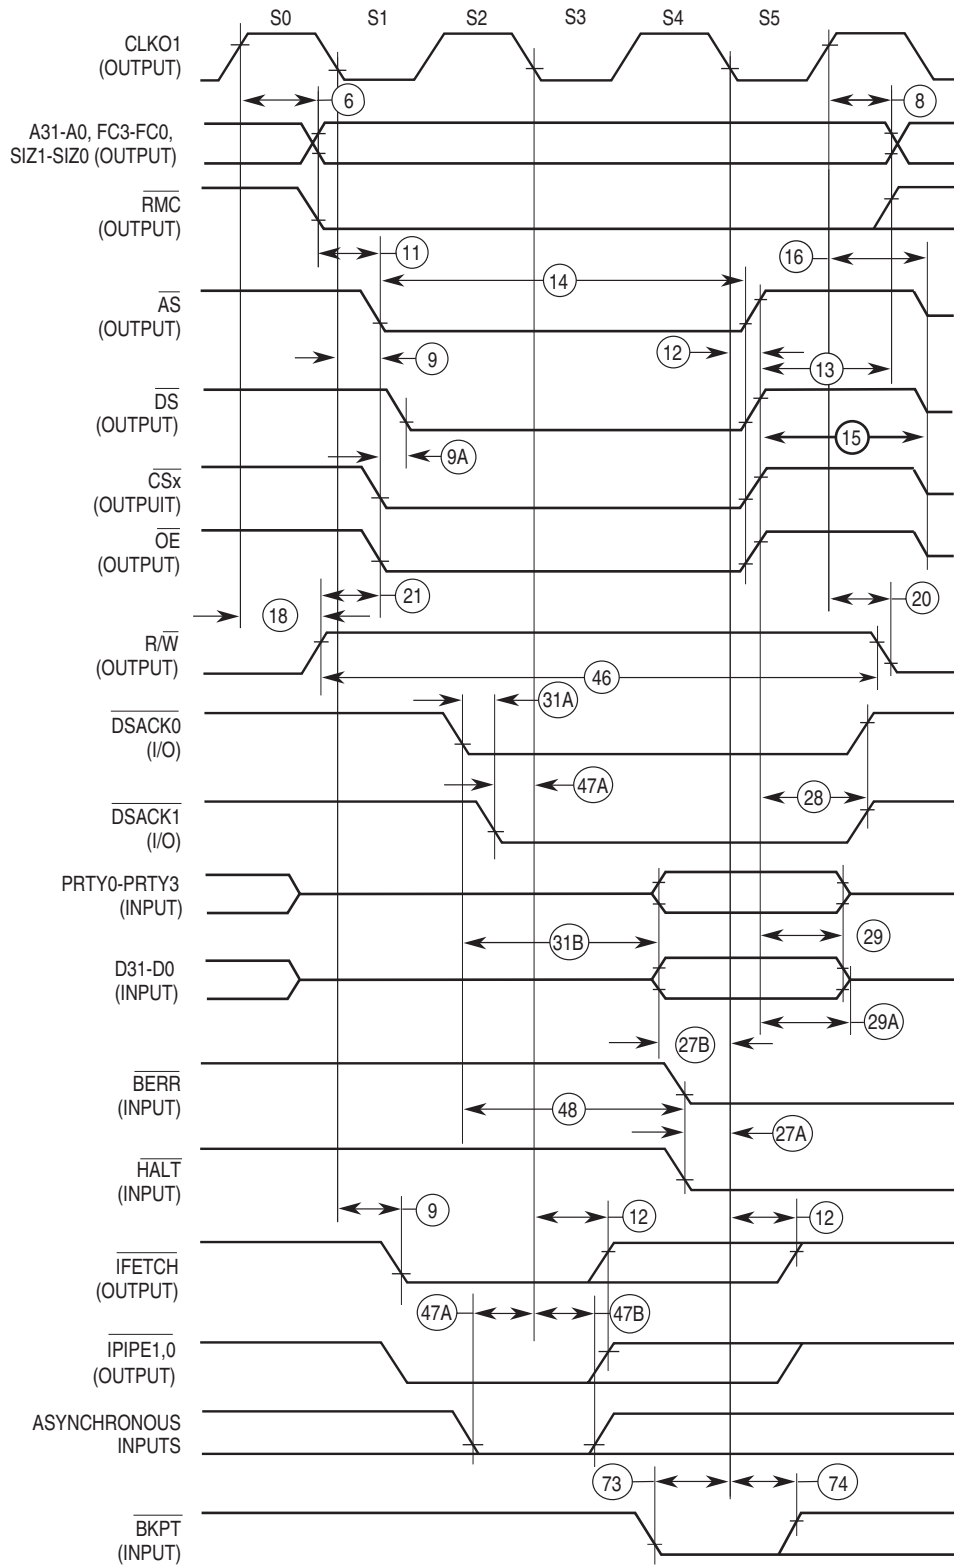 S0 S1 S2 S3 S4 S5
CLKO1
(OUTPUT)
6 8
A31-A0, FC3-FC0,
SIZ1-SIZ0 (OUTPUT)
RMC
(OUTPUT)
11 16
14
AS
(OUTPUT)
9 12 13
DS
(OUTPUT)
15
9A
CSx
(OUTPUIT)
OE
(OUTPUT)
21 20
18
R/W
(OUTPUT)
46
31A
DSACK0
(I/O)
47A 28
DSACK1
(I/O)
PRTY0-PRTY3
(INPUT)
31B 29
D31-D0
(INPUT)
29A
27B
BERR
(INPUT)
48
27A
HALT
(INPUT)
9 12 12
IFETCH
(OUTPUT)
47A 47B
IPIPE1,0
(OUTPUT)
ASYNCHRONOUS
INPUTS
73 74
BKPT
(INPUT)